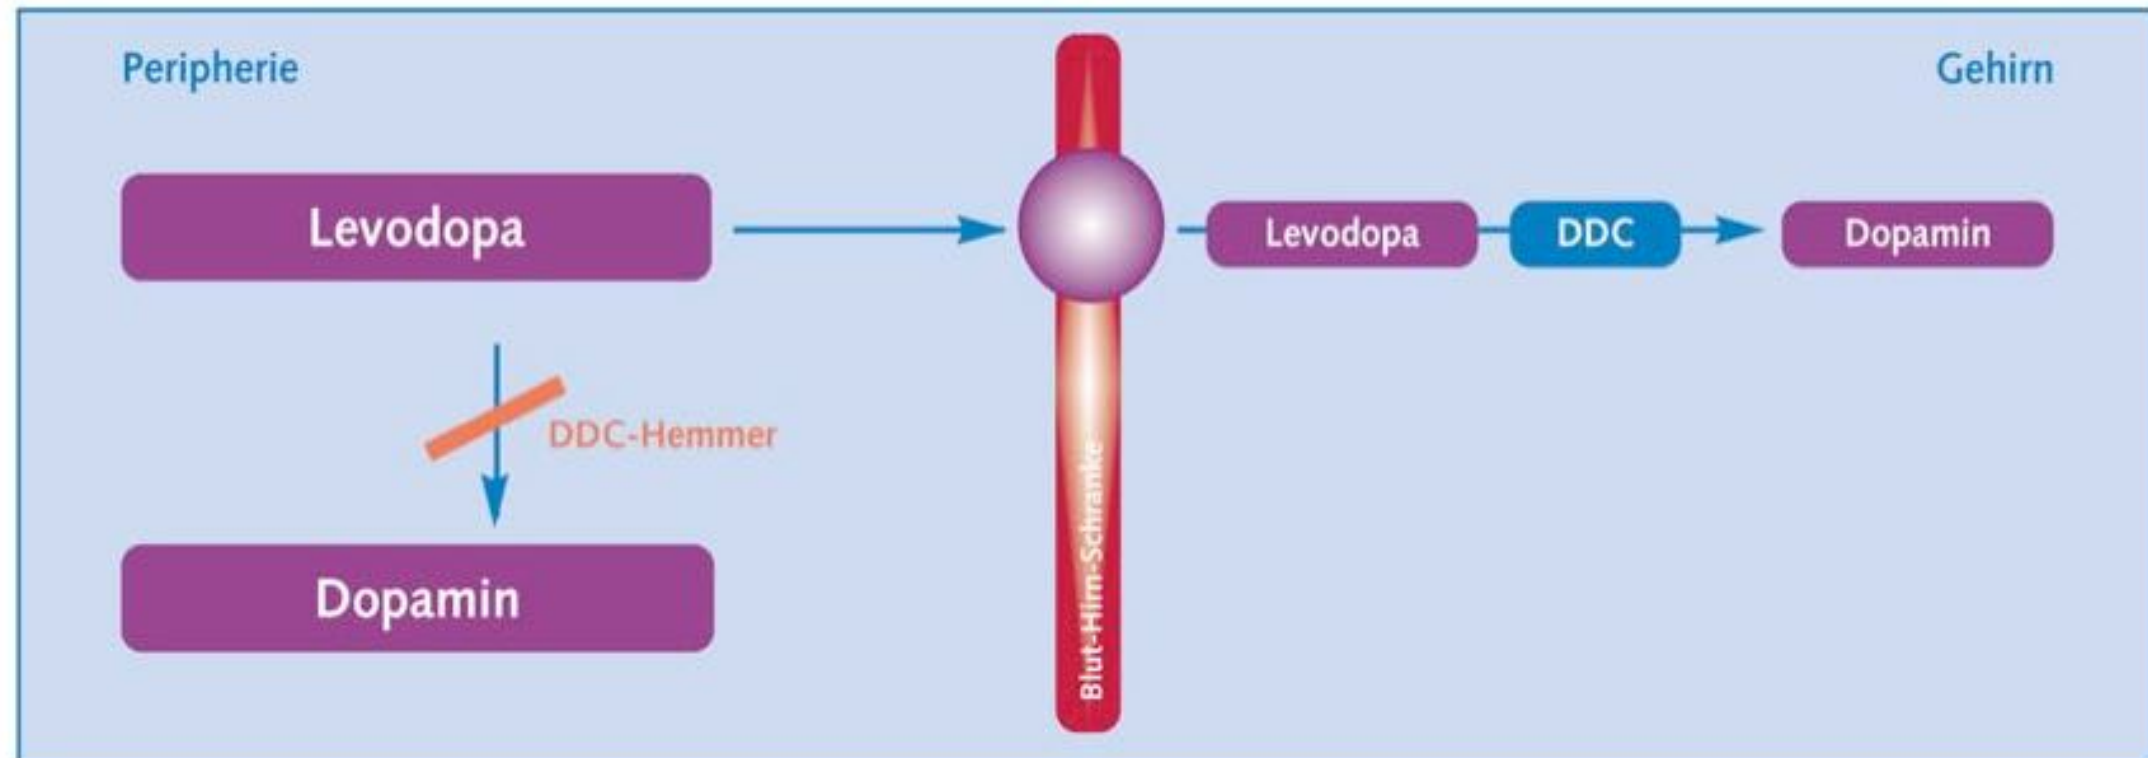 Peripherie
Gehirn
Levodopa
Levodopa
DDC
Dopamin
DDC-Hemmer
Dopamin
Blut-Hirn-Schranke